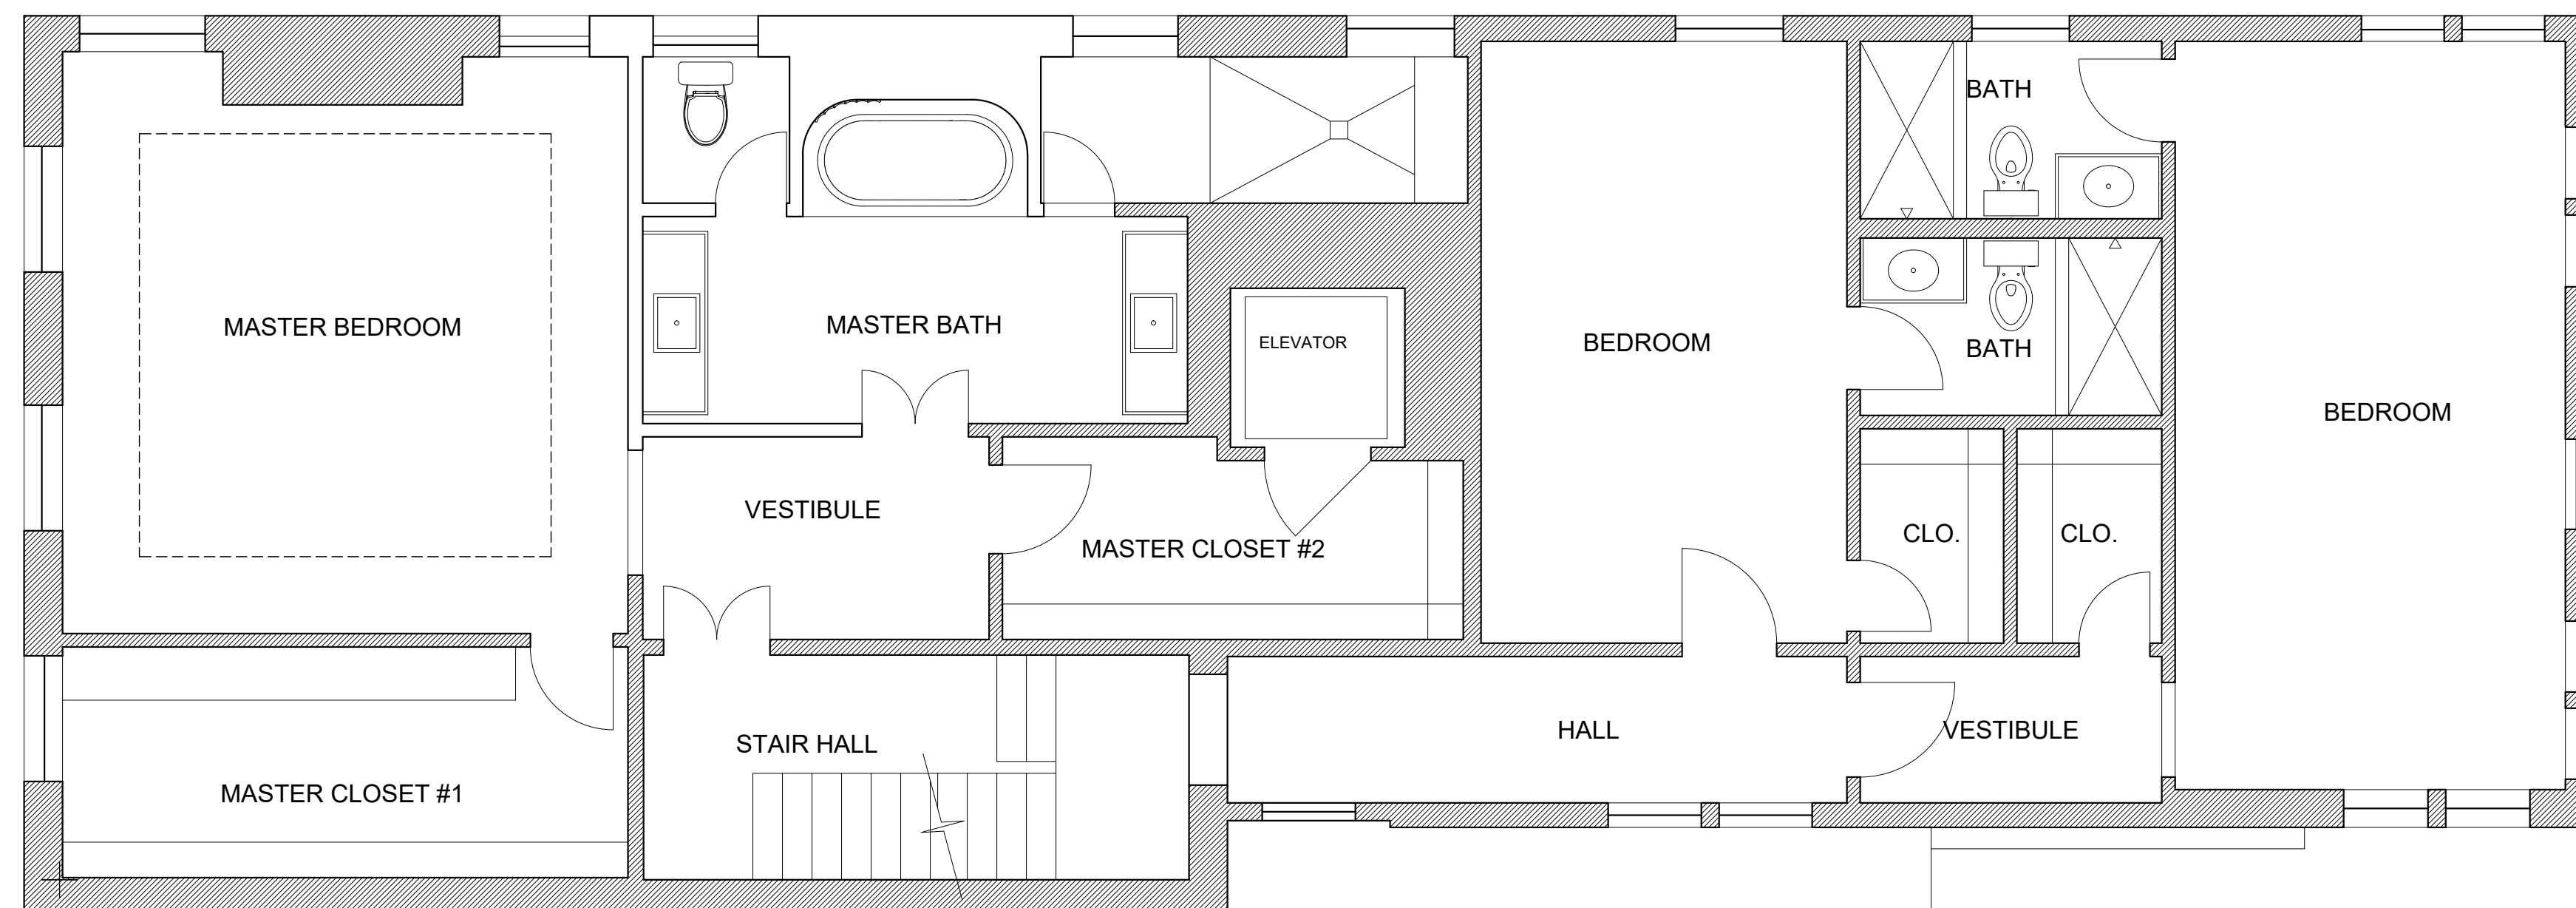 BATH
MASTER BEDROOM
MASTER BATH
ELEVATOR
BEDROOM
BATH
BEDROOM
VESTIBULE
MASTER CLOSET #2
CLO.
CLO.
STAIR HALL
HALL
VESTIBULE
MASTER CLOSET #1